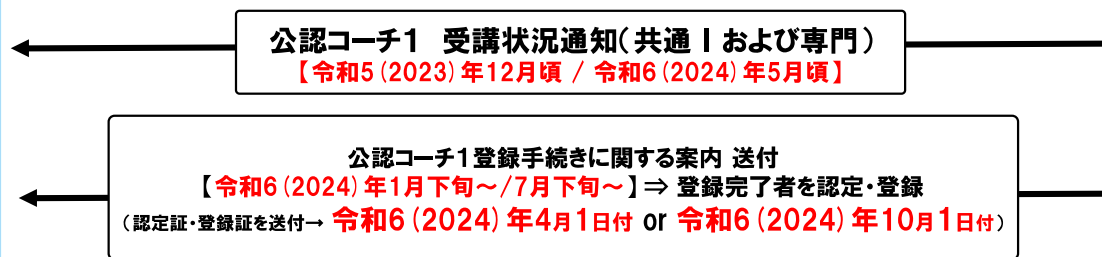 公認コーチ1 受講状況通知(共通Ⅰおよび専門)
【令和5(2023)年12月頃 / 令和6(2024)年5月頃】
公認コーチ1登録手続きに関する案内 送付
【令和6(2024)年1月下旬~/7月下旬~】⇒ 登録完了者を認定・登録
(認定証・登録証を送付→ 令和6(2024)年4月1日付 or 令和6(2024)年10月1日付)